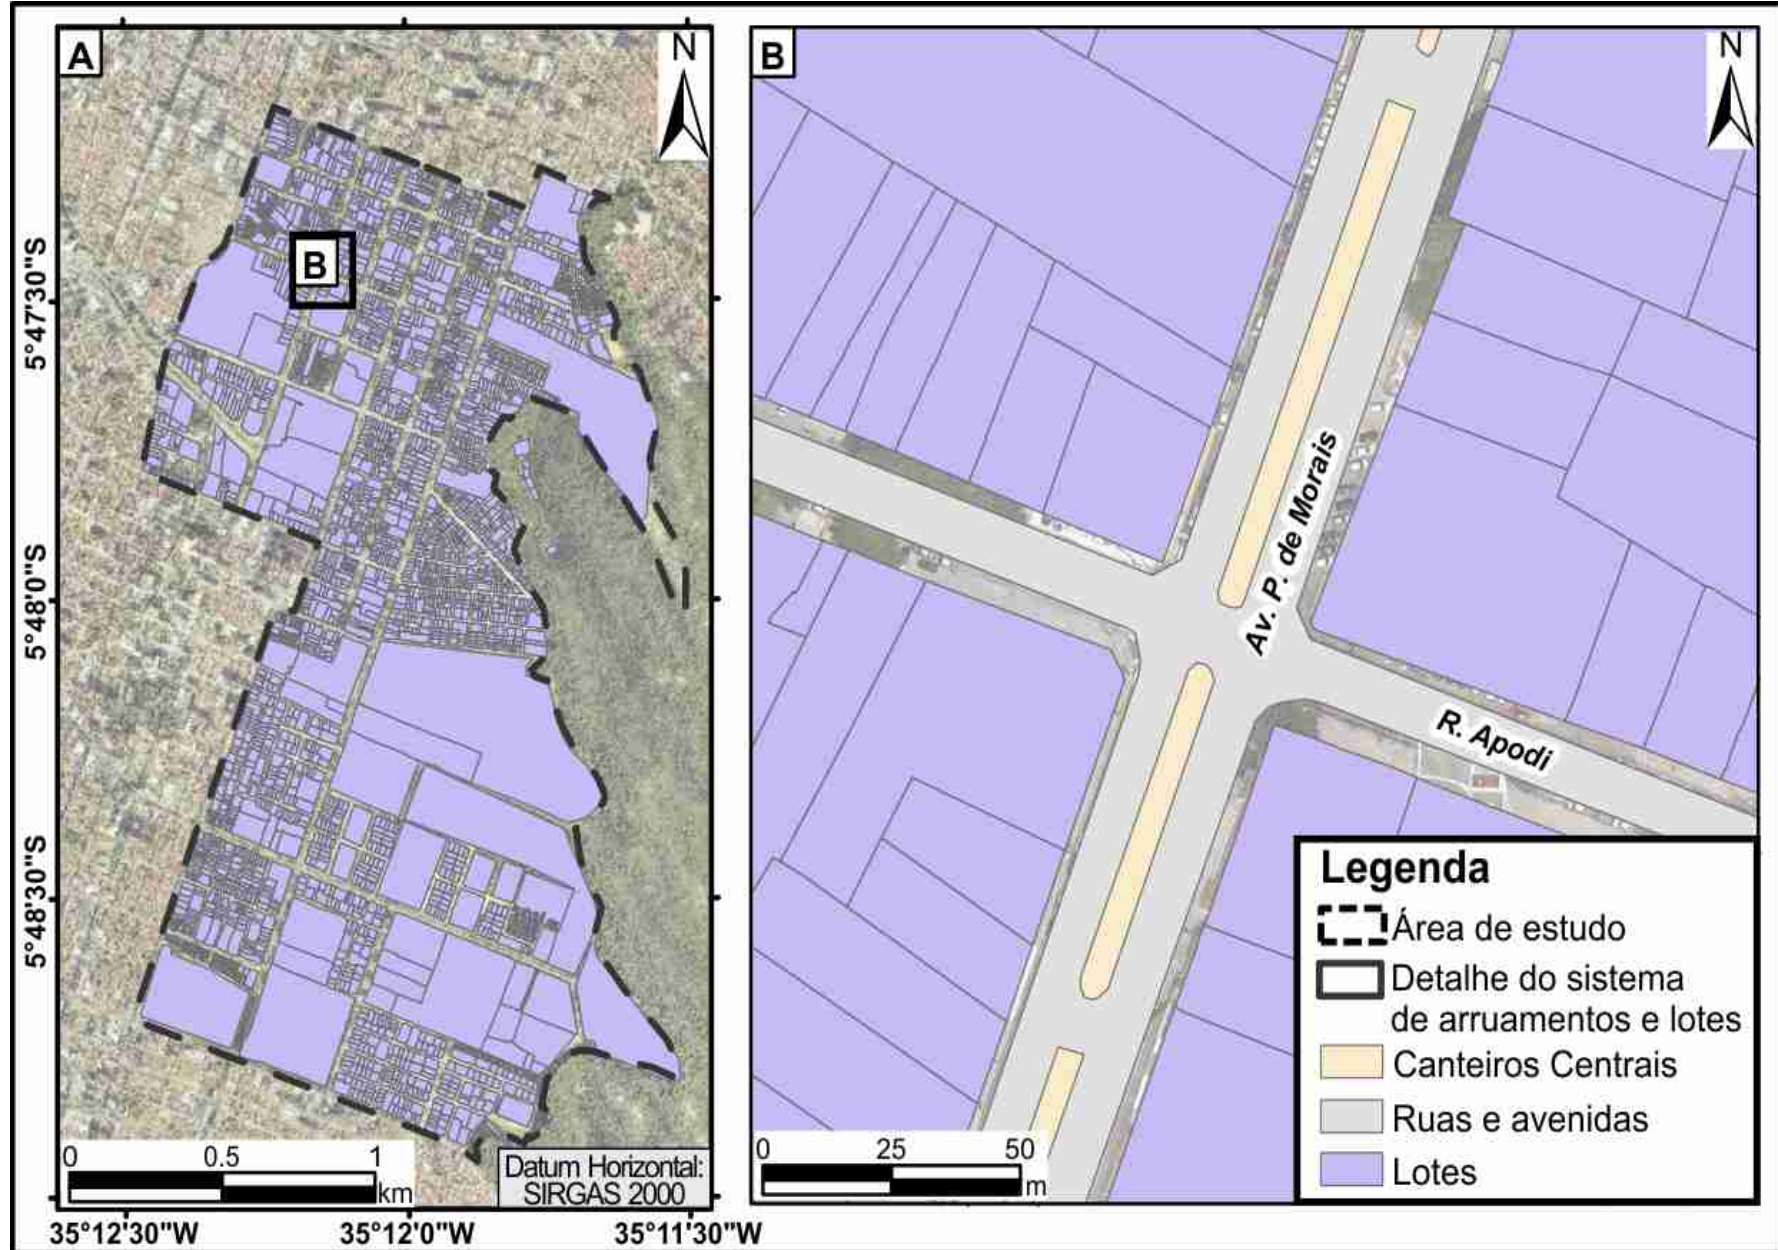 A
N
B
5°47'30"S
5°48'0"S
5°48'30"S
0 0.5 1
km
Datum Horizontal:
SIRGAS 2000
35°12'30"W 35°12'0"W 35°11'30"W
B
N
Av. P. de Morais
R. Apodi
0 25 50
m
Legenda
Área de estudo
Detalhe do sistema
de arruamentos e lotes
Canteiros Centrais
Ruas e avenidas
Lotes